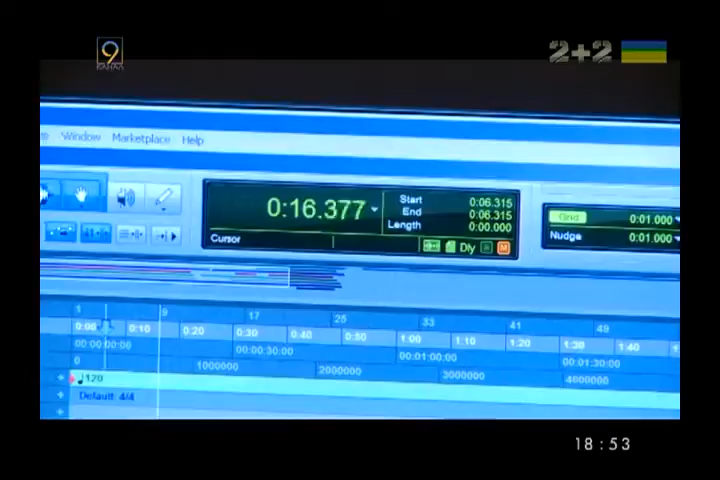 9
КАНАЛ
2+2
Window Marketplace Help
0:16.377
Start 0:06.315
End 0:06.315
Length 0:00.000
Cursor
Dly
M
Grid 0:01.000
Nudge 0:01.000
1 9 17 25 33 41 49
0:00 0:10 0:20 0:30 0:40 0:50 1:00 1:10 1:20 1:30 1:40
00:00:00:00 00:00:30:00 00:01:00:00 00:01:30:00
0 1000000 2000000 3000000 4000000
♩120
Default: 4/4
18:53